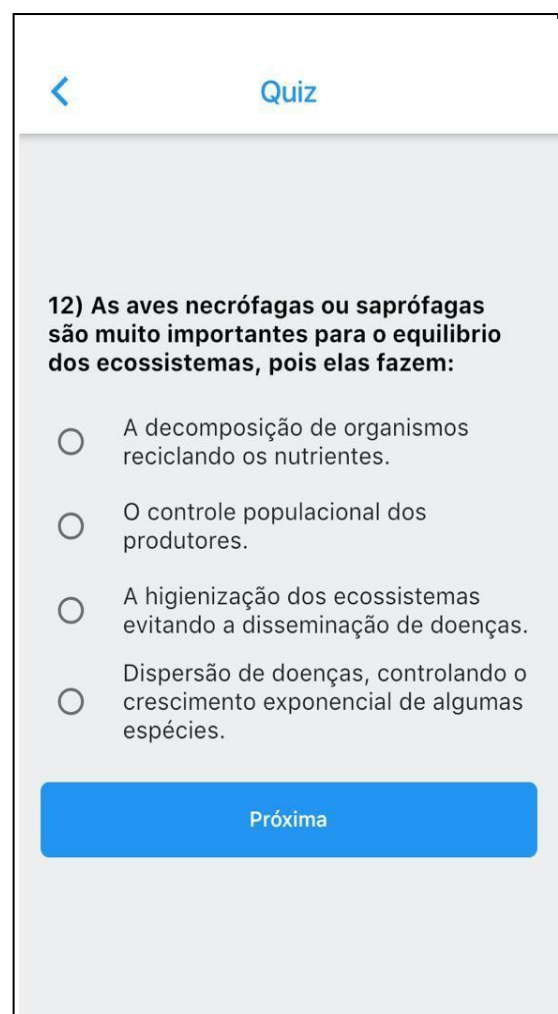 Quiz
12) As aves necrófagas ou saprófagas
são muito importantes para o equilibrio
dos ecossistemas, pois elas fazem:
A decomposição de organismos
reciclando os nutrientes.
O controle populacional dos
produtores.
A higienização dos ecossistemas
evitando a disseminação de doenças.
Dispersão de doenças, controlando o
crescimento exponencial de algumas
espécies.
Próxima